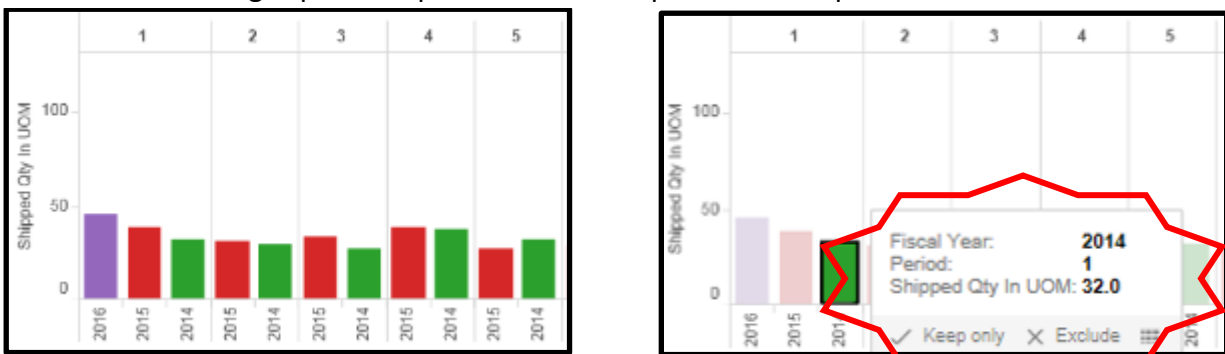 1 2 3 4 5
Shipped Qty In UOM
100
50
0
2016 2015 2014 2015 2014 2015 2014 2015 2014 2015 2014
1 2 3 4 5
Shipped Qty In UOM
100
50
0
Fiscal Year: 2014
Period: 1
Shipped Qty In UOM: 32.0
Keep only Exclude
2016 2015